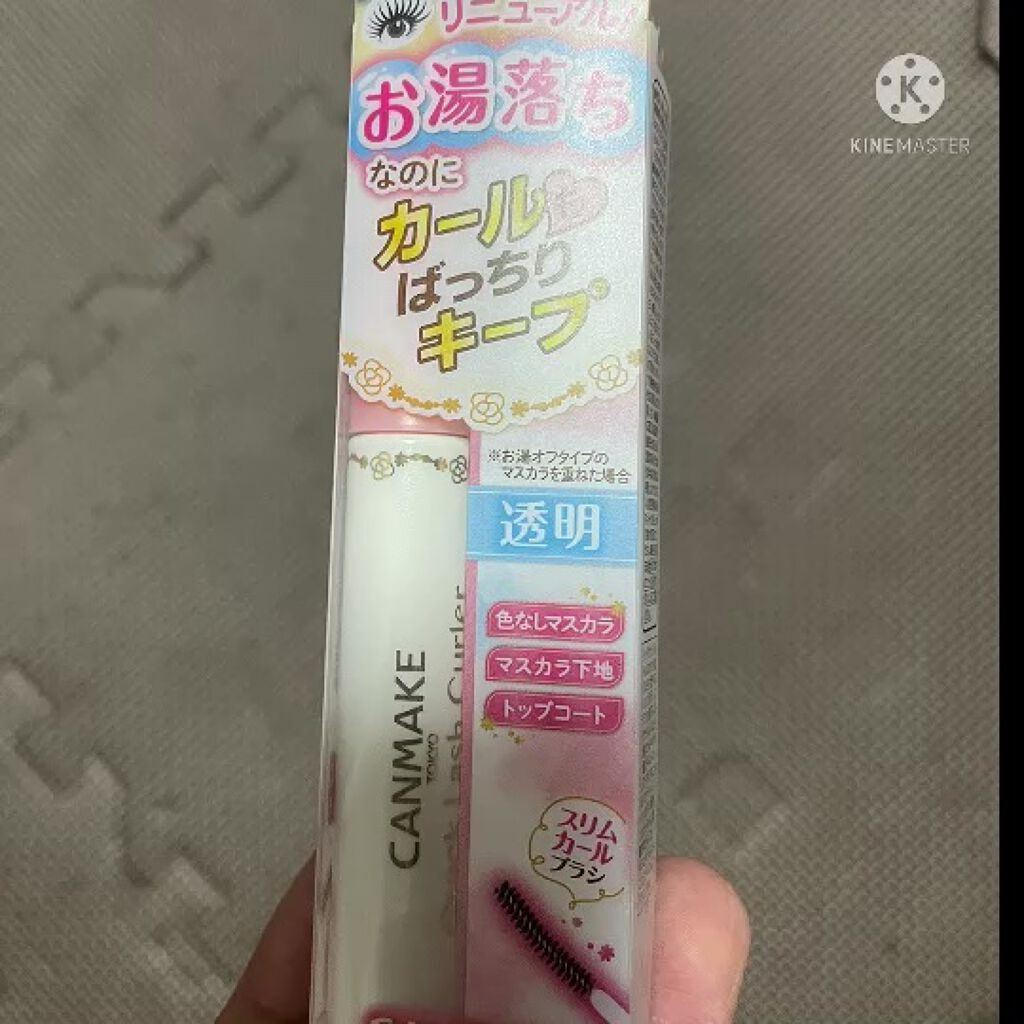 リニューアル
お湯落ち
なのに
カール
ばっちり
キープ
※お湯オフタイプの
マスカラを重ねた場合
透明
色なしマスカラ
マスカラ下地
トップコート
CANMAKE
TOKYO
Lash Curler
スリム
カール
ブラシ
K
KINEMASTER